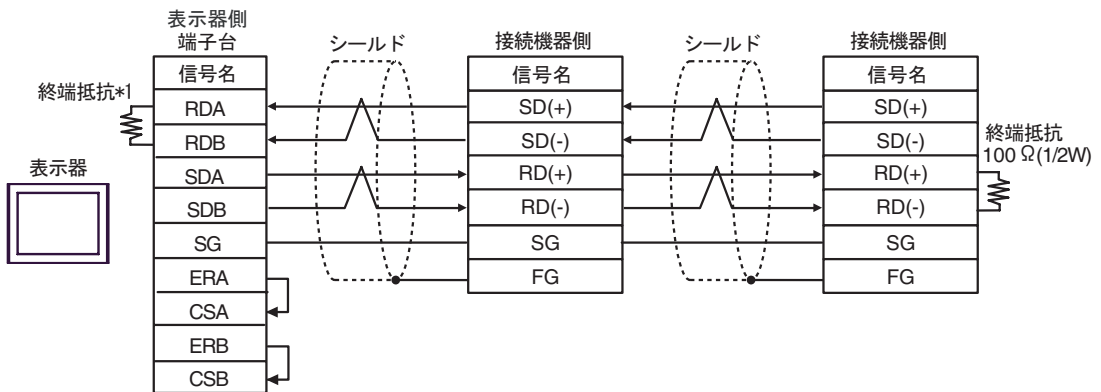 表示器側
端子台
信号名
RDA
RDB
SDA
SDB
SG
ERA
CSA
ERB
CSB
終端抵抗*1
表示器
シールド
接続機器側
信号名
SD(+)
SD(-)
RD(+)
RD(-)
SG
FG
シールド
接続機器側
信号名
SD(+)
SD(-)
RD(+)
RD(-)
SG
FG
終端抵抗
100 Ω(1/2W)